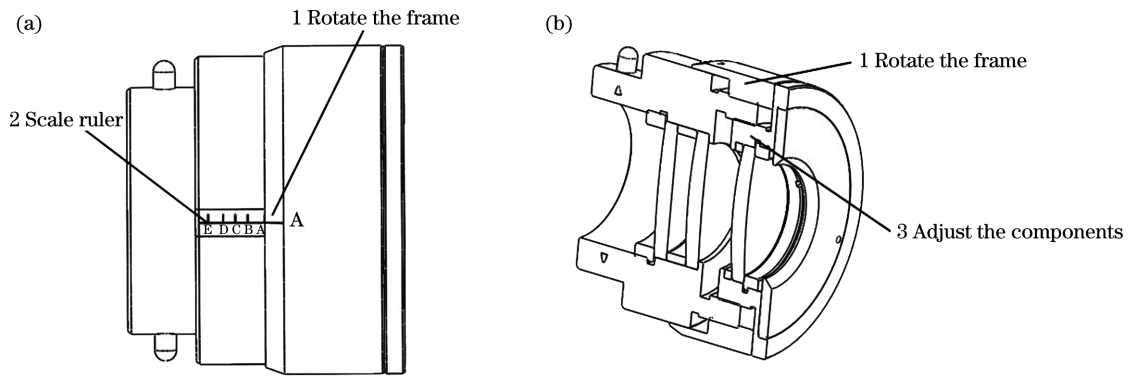 (a)
1 Rotate the frame
2 Scale ruler
E D C B A
A
(b)
1 Rotate the frame
3 Adjust the components